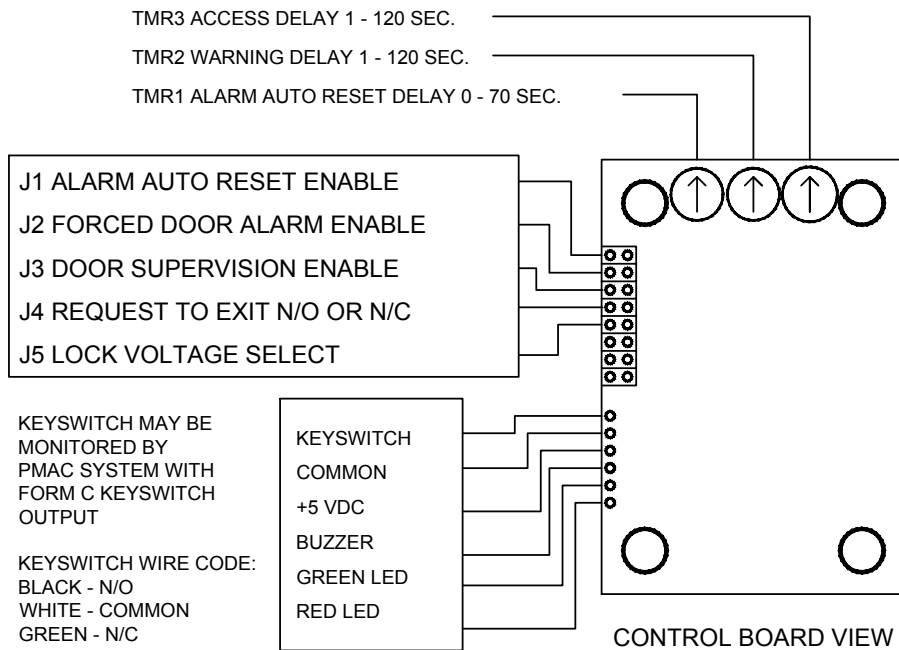 TMR3 ACCESS DELAY 1 - 120 SEC.
TMR2 WARNING DELAY 1 - 120 SEC.
TMR1 ALARM AUTO RESET DELAY 0 - 70 SEC.
J1 ALARM AUTO RESET ENABLE
J2 FORCED DOOR ALARM ENABLE
J3 DOOR SUPERVISION ENABLE
J4 REQUEST TO EXIT N/O OR N/C
J5 LOCK VOLTAGE SELECT
KEYSWITCH MAY BE
MONITORED BY
PMAC SYSTEM WITH
FORM C KEYSWITCH
OUTPUT
KEYSWITCH WIRE CODE:
BLACK - N/O
WHITE - COMMON
GREEN - N/C
KEYSWITCH
COMMON
+5 VDC
BUZZER
GREEN LED
RED LED
CONTROL BOARD VIEW